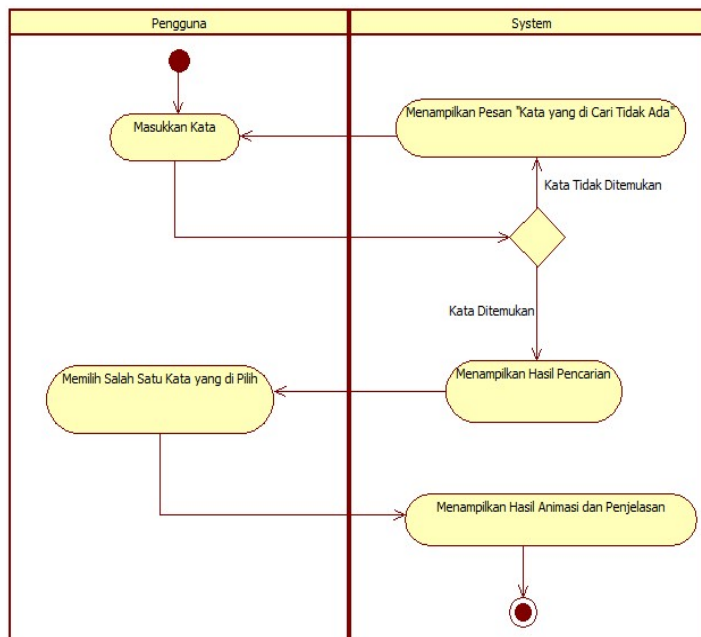 Pengguna
System
Menampilkan Pesan "Kata yang di Cari Tidak Ada"
Masukkan Kata
Kata Tidak Ditemukan
Kata Ditemukan
Memilih Salah Satu Kata yang di Pilih
Menampilkan Hasil Pencarian
Menampilkan Hasil Animasi dan Penjelasan